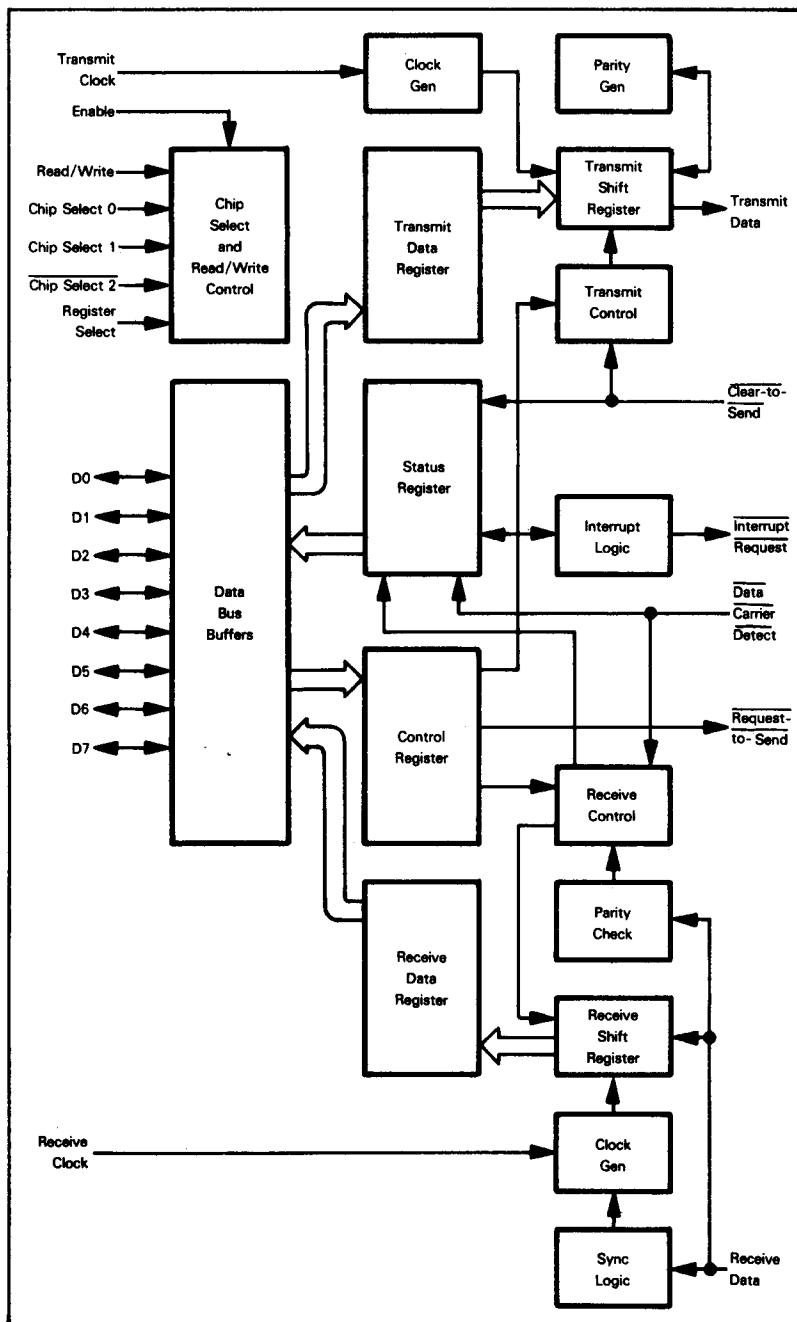 Transmit
Clock
Clock
Gen
Parity
Gen
Enable
Read/Write
Chip Select 0
Chip Select 1
Chip Select 2
Register
Select
Chip
Select
and
Read/Write
Control
Transmit
Data
Register
Transmit
Shift
Register
Transmit
Data
Transmit
Control
Clear-to-
Send
Status
Register
Interrupt
Logic
Interrupt
Request
D0
D1
D2
D3
D4
D5
D6
D7
Data
Bus
Buffers
Data
Carrier
Detect
Control
Register
Request-
to-Send
Receive
Control
Parity
Check
Receive
Data
Register
Receive
Shift
Register
Receive
Clock
Clock
Gen
Sync
Logic
Receive
Data